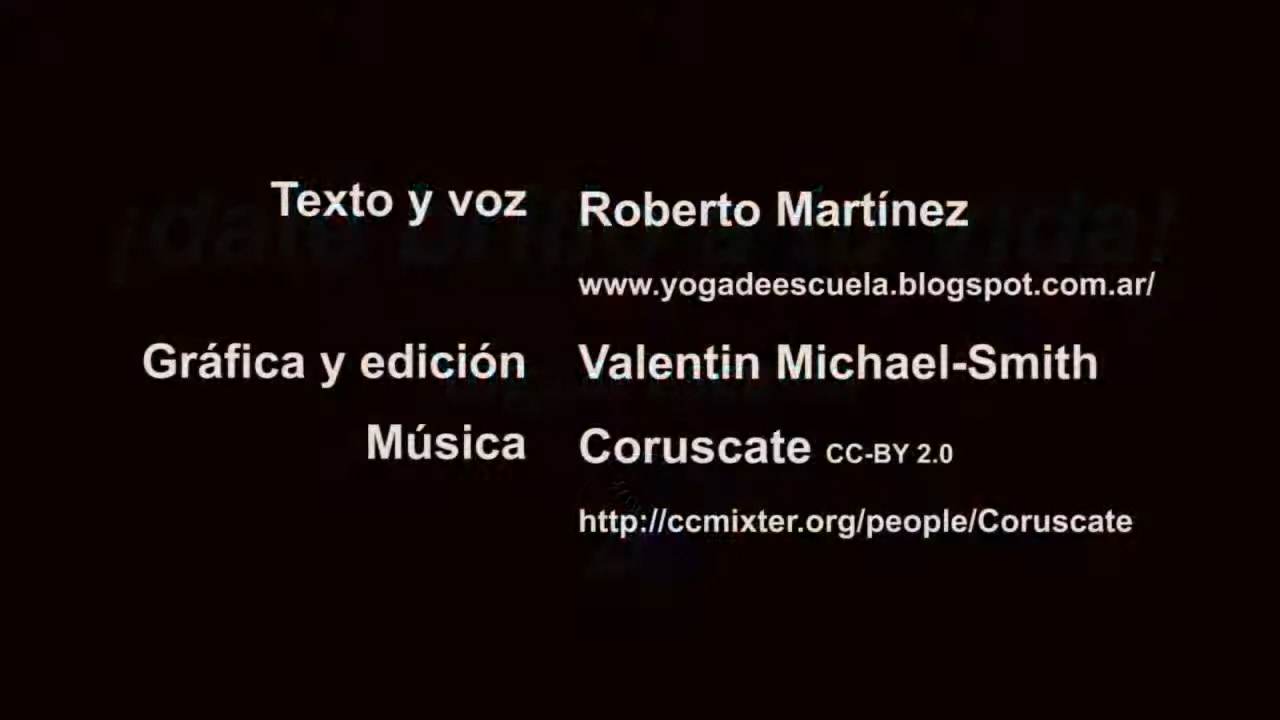 Texto y voz Roberto Martínez
www.yogadeescuela.blogspot.com.ar/
Gráfica y edición Valentin Michael-Smith
Música Coruscate CC-BY 2.0
http://ccmixter.org/people/Coruscate